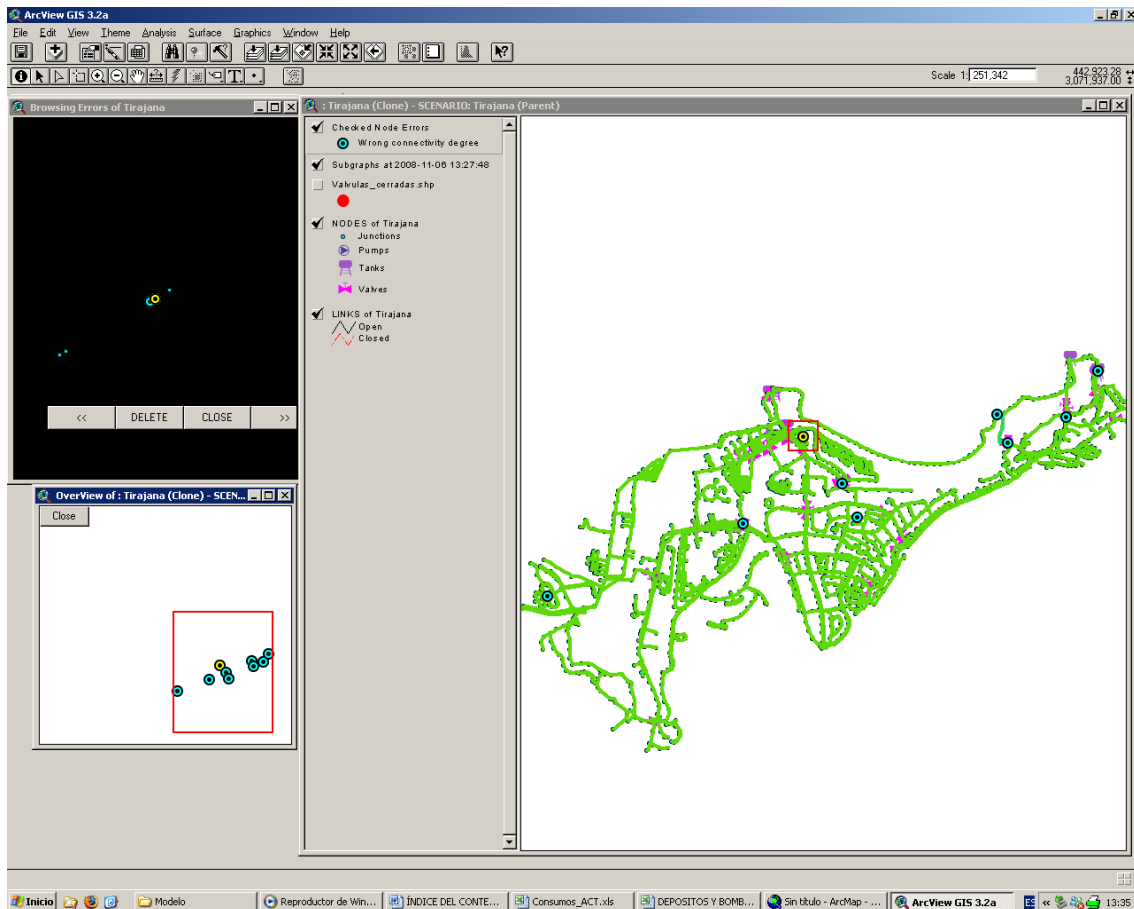 ArcView GIS 3.2a
File Edit View Theme Analysis Surface Graphics Window Help
Scale 1: 251,342
442,923.28
3,071,937.00
Browsing Errors of Tirajana
<< DELETE CLOSE >>
OverView of : Tirajana (Clone) - SCEN...
Close
: Tirajana (Clone) - SCENARIO: Tirajana (Parent)
Checked Node Errors
Wrong connectivity degree
Subgraphs at 2008-11-06 13:27:48
Valvulas_cerradas.shp
NODES of Tirajana
Junctions
Pumps
Tanks
Valves
LINKS of Tirajana
Open
Closed
Inicio Modelo Reproductor de Win... ÍNDICE DEL CONTE... Consumos_ACT.xls DEPOSITOS Y BOMB... Sin título - ArcMap - ... ArcView GIS 3.2a ES « 13:35